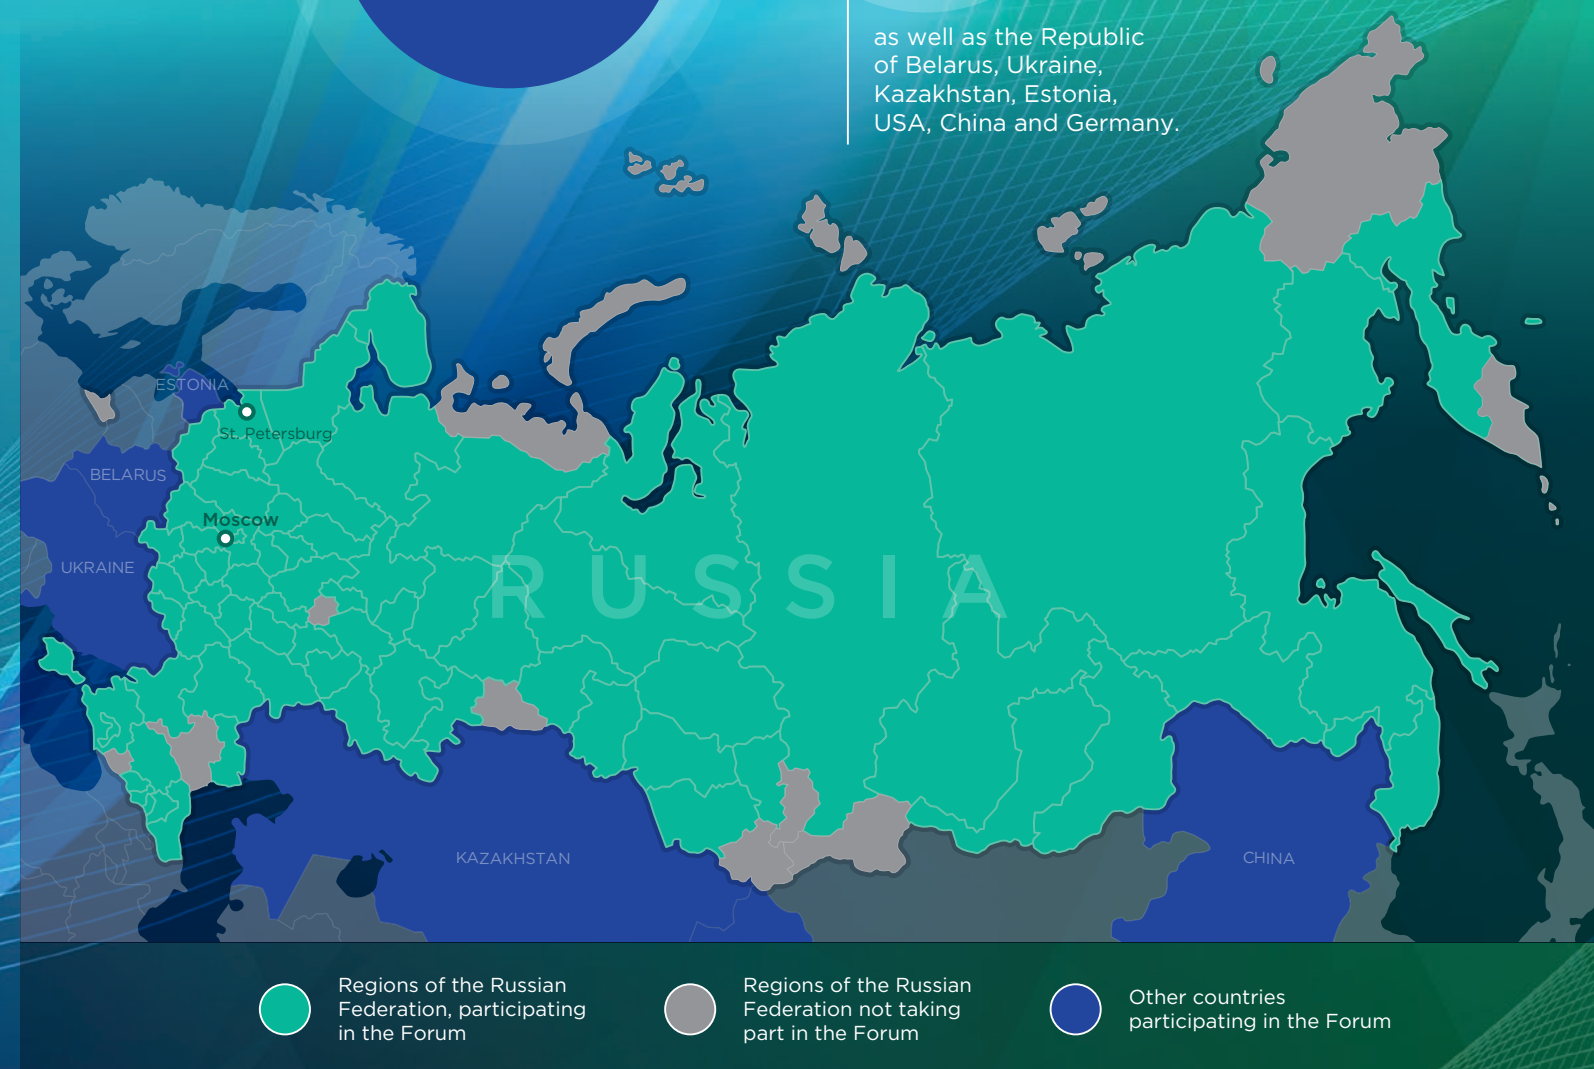 as well as the Republic
of Belarus, Ukraine,
Kazakhstan, Estonia,
USA, China and Germany.
ESTONIA
St. Petersburg
BELARUS
Moscow
UKRAINE
RUSSIA
KAZAKHSTAN
CHINA
Regions of the Russian
Federation, participating
in the Forum
Regions of the Russian
Federation not taking
part in the Forum
Other countries
participating in the Forum